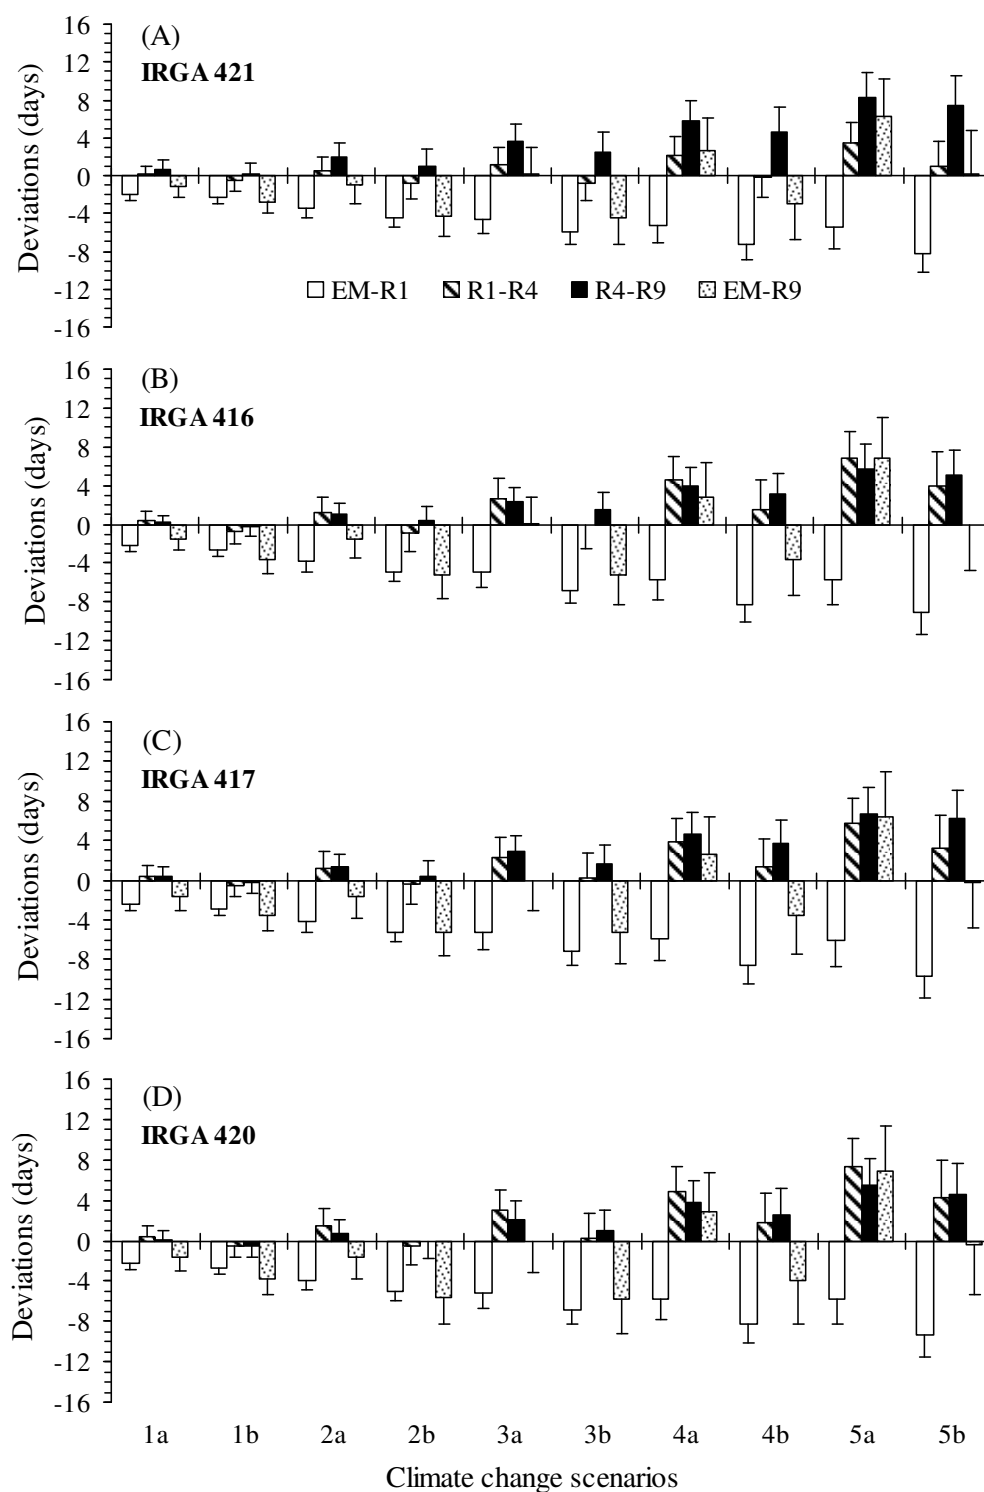 (A)
IRGA 421
Deviations (days)
16
12
8
4
0
-4
-8
-12
-16
EM-R1 R1-R4 R4-R9 EM-R9
(B)
IRGA 416
Deviations (days)
16
12
8
4
0
-4
-8
-12
-16
(C)
IRGA 417
Deviations (days)
16
12
8
4
0
-4
-8
-12
-16
(D)
IRGA 420
Deviations (days)
16
12
8
4
0
-4
-8
-12
-16
1a 1b 2a 2b 3a 3b 4a 4b 5a 5b
Climate change scenarios